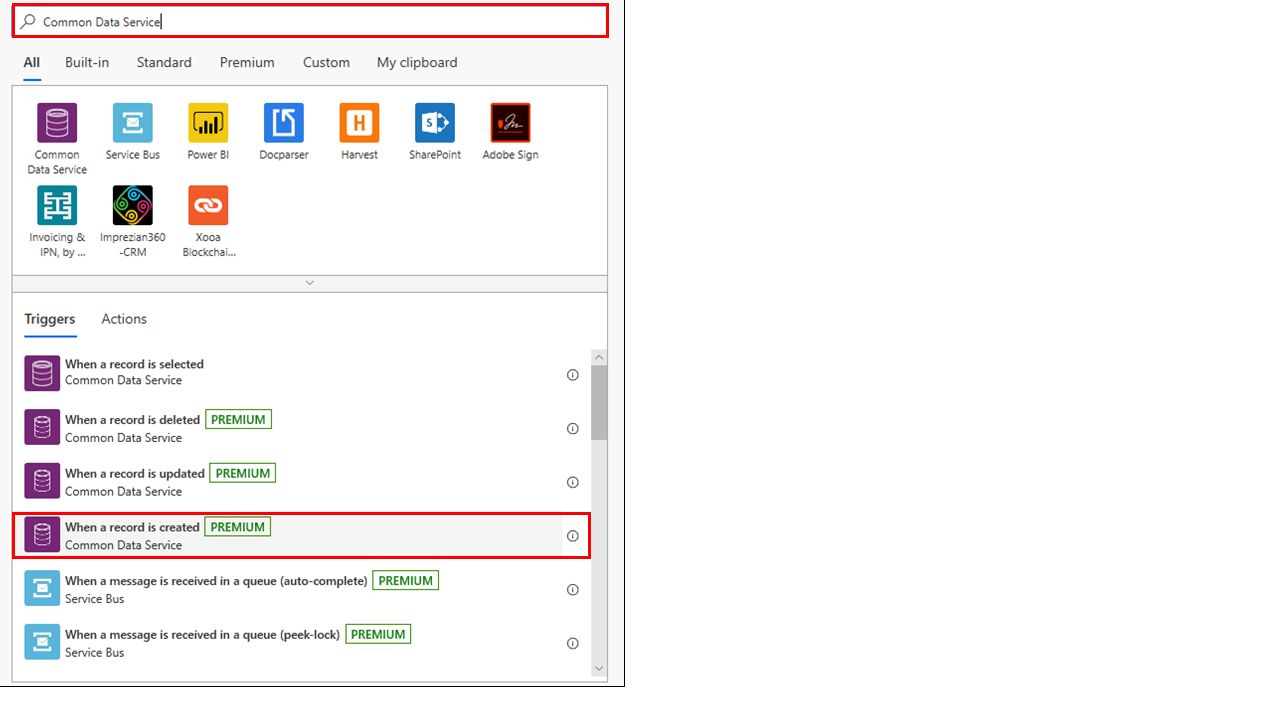 Common Data Service
All Built-in Standard Premium Custom My clipboard
Common Service Bus Power BI Docparser Harvest SharePoint Adobe Sign
Data Service
Invoicing & Imprezian360 Xooa
IPN, by ... -CRM Blockchai...
Triggers Actions
When a record is selected
Common Data Service
When a record is deleted PREMIUM
Common Data Service
When a record is updated PREMIUM
Common Data Service
When a record is created PREMIUM
Common Data Service
When a message is received in a queue (auto-complete) PREMIUM
Service Bus
When a message is received in a queue (peek-lock) PREMIUM
Service Bus